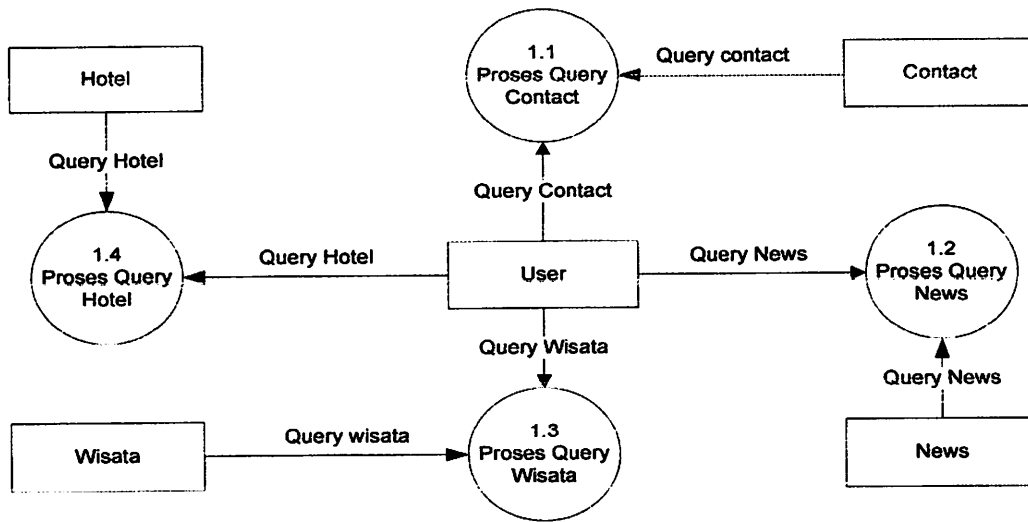 Hotel
1.1
Proses Query
Contact
Query contact
Contact
Query Hotel
Query Contact
1.4
Proses Query
Hotel
Query Hotel
User
Query News
1.2
Proses Query
News
Query Wisata
Query News
Wisata
Query wisata
1.3
Proses Query
Wisata
News